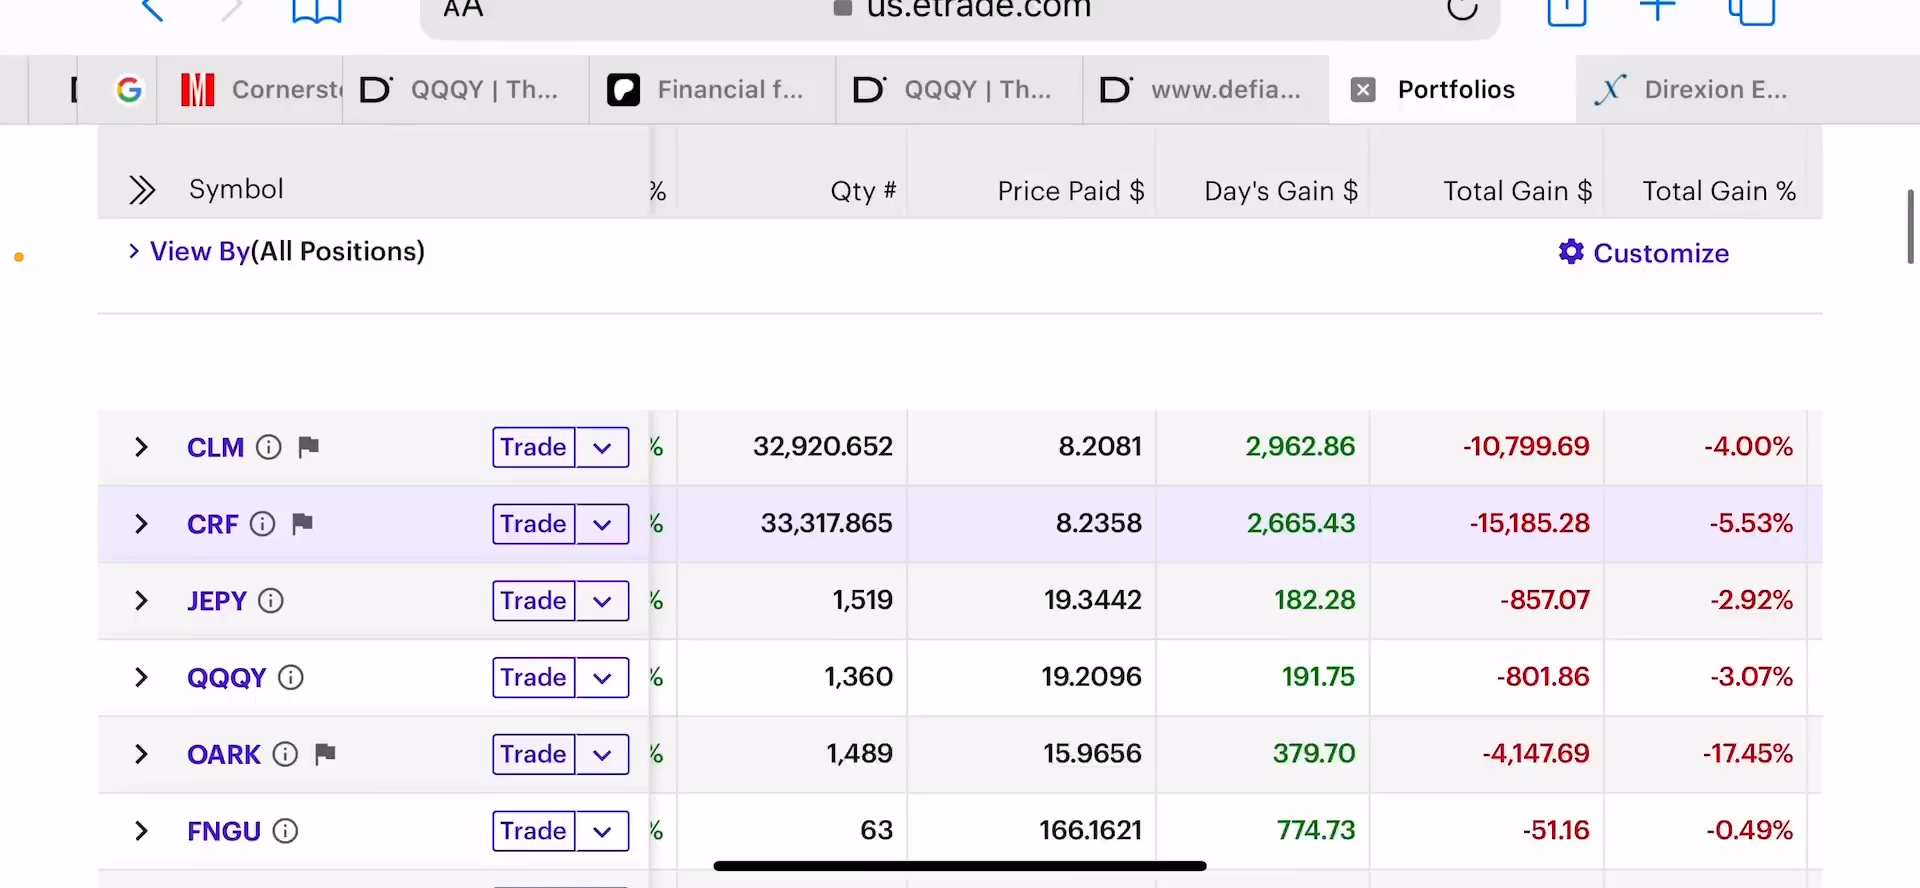 AA us.etrade.com
Cornerst QQQY | Th... Financial f... QQQY | Th... www.defia... Portfolios Direxion E...
Symbol % Qty # Price Paid $ Day's Gain $ Total Gain $ Total Gain %
View By(All Positions) Customize
CLM Trade % 32,920.652 8.2081 2,962.86 -10,799.69 -4.00%
CRF Trade % 33,317.865 8.2358 2,665.43 -15,185.28 -5.53%
JEPY Trade % 1,519 19.3442 182.28 -857.07 -2.92%
QQQY Trade % 1,360 19.2096 191.75 -801.86 -3.07%
OARK Trade % 1,489 15.9656 379.70 -4,147.69 -17.45%
FNGU Trade % 63 166.1621 774.73 -51.16 -0.49%